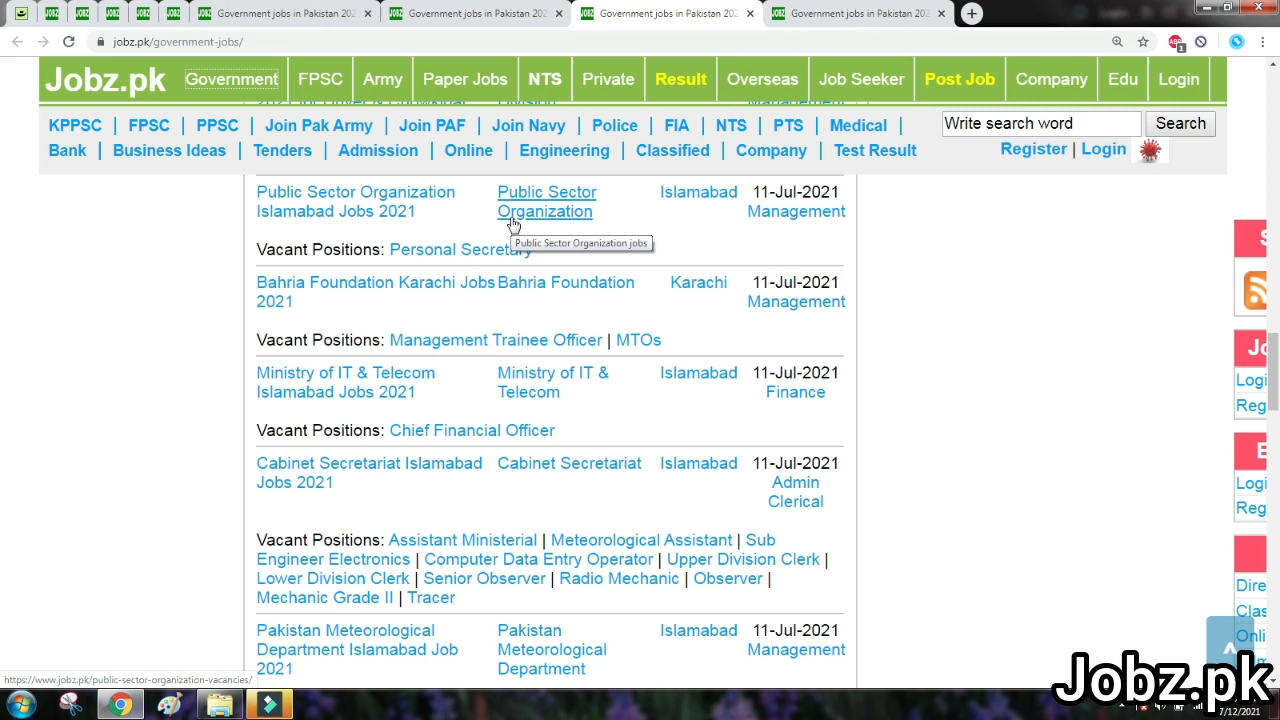 Government jobs in Pakistan 202
Government jobs in Pakistan 202
Government jobs in Pakistan 202
Government jobs in Pakistan 202
jobz.pk/government-jobs/
Jobz.pk Government FPSC Army Paper Jobs NTS Private Result Overseas Job Seeker Post Job Company Edu Login
KPPSC | FPSC | PPSC | Join Pak Army | Join PAF | Join Navy | Police | FIA | NTS | PTS | Medical |
Write search word Search
Bank | Business Ideas | Tenders | Admission | Online | Engineering | Classified | Company | Test Result
Register | Login
Public Sector Organization Public Sector Islamabad 11-Jul-2021
Islamabad Jobs 2021 Organization Management
Public Sector Organization jobs
Vacant Positions: Personal Secretary
Bahria Foundation Karachi Jobs Bahria Foundation Karachi 11-Jul-2021
2021 Management
Vacant Positions: Management Trainee Officer | MTOs
Ministry of IT & Telecom Ministry of IT & Islamabad 11-Jul-2021
Islamabad Jobs 2021 Telecom Finance
Vacant Positions: Chief Financial Officer
Cabinet Secretariat Islamabad Cabinet Secretariat Islamabad 11-Jul-2021
Jobs 2021 Admin
Clerical
Vacant Positions: Assistant Ministerial | Meteorological Assistant | Sub
Engineer Electronics | Computer Data Entry Operator | Upper Division Clerk |
Lower Division Clerk | Senior Observer | Radio Mechanic | Observer |
Mechanic Grade II | Tracer
Pakistan Meteorological Pakistan Islamabad 11-Jul-2021
Department Islamabad Job Meteorological Management
2021 Department
https://www.jobz.pk/public-sector-organization-vacancies/
Jobz.pk
7/12/2021